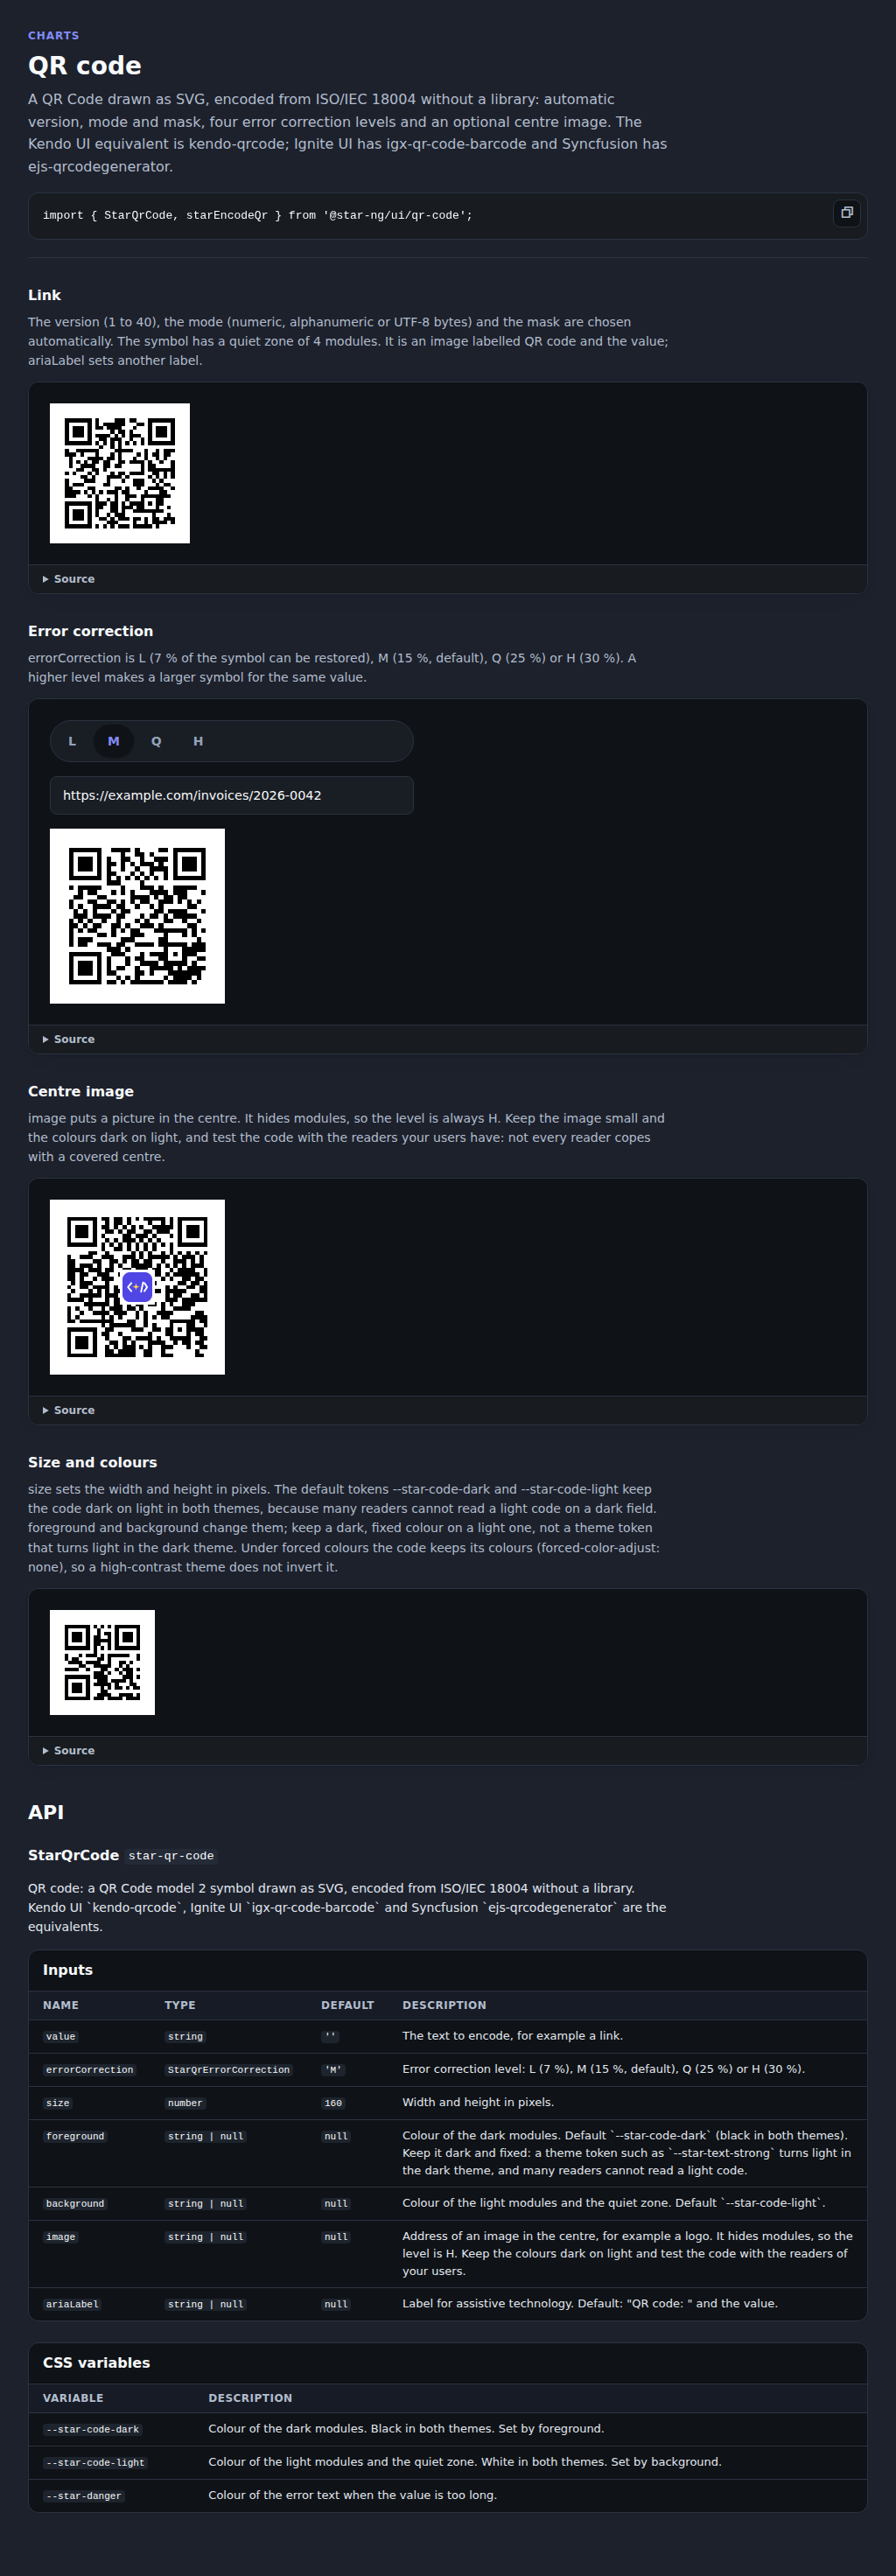 CHARTS
QR code
A QR Code drawn as SVG, encoded from ISO/IEC 18004 without a library: automatic
version, mode and mask, four error correction levels and an optional centre image. The
Kendo UI equivalent is kendo-qrcode; Ignite UI has igx-qr-code-barcode and Syncfusion has
ejs-qrcodegenerator.
import { StarQrCode, starEncodeQr } from '@star-ng/ui/qr-code';
Link
The version (1 to 40), the mode (numeric, alphanumeric or UTF-8 bytes) and the mask are chosen
automatically. The symbol has a quiet zone of 4 modules. It is an image labelled QR code and the value;
ariaLabel sets another label.
Source
Error correction
errorCorrection is L (7 % of the symbol can be restored), M (15 %, default), Q (25 %) or H (30 %). A
higher level makes a larger symbol for the same value.
L M Q H
https://example.com/invoices/2026-0042
Source
Centre image
image puts a picture in the centre. It hides modules, so the level is always H. Keep the image small and
the colours dark on light, and test the code with the readers your users have: not every reader copes
with a covered centre.
Source
Size and colours
size sets the width and height in pixels. The default tokens --star-code-dark and --star-code-light keep
the code dark on light in both themes, because many readers cannot read a light code on a dark field.
foreground and background change them; keep a dark, fixed colour on a light one, not a theme token
that turns light in the dark theme. Under forced colours the code keeps its colours (forced-color-adjust:
none), so a high-contrast theme does not invert it.
Source
API
StarQrCode star-qr-code
QR code: a QR Code model 2 symbol drawn as SVG, encoded from ISO/IEC 18004 without a library.
Kendo UI `kendo-qrcode`, Ignite UI `igx-qr-code-barcode` and Syncfusion `ejs-qrcodegenerator` are the
equivalents.
Inputs
NAME TYPE DEFAULT DESCRIPTION
value string '' The text to encode, for example a link.
errorCorrection StarQrErrorCorrection 'M' Error correction level: L (7 %), M (15 %, default), Q (25 %) or H (30 %).
size number 160 Width and height in pixels.
foreground string | null null Colour of the dark modules. Default `--star-code-dark` (black in both themes).
Keep it dark and fixed: a theme token such as `--star-text-strong` turns light in
the dark theme, and many readers cannot read a light code.
background string | null null Colour of the light modules and the quiet zone. Default `--star-code-light`.
image string | null null Address of an image in the centre, for example a logo. It hides modules, so the
level is H. Keep the colours dark on light and test the code with the readers of
your users.
ariaLabel string | null null Label for assistive technology. Default: "QR code: " and the value.
CSS variables
VARIABLE DESCRIPTION
--star-code-dark Colour of the dark modules. Black in both themes. Set by foreground.
--star-code-light Colour of the light modules and the quiet zone. White in both themes. Set by background.
--star-danger Colour of the error text when the value is too long.